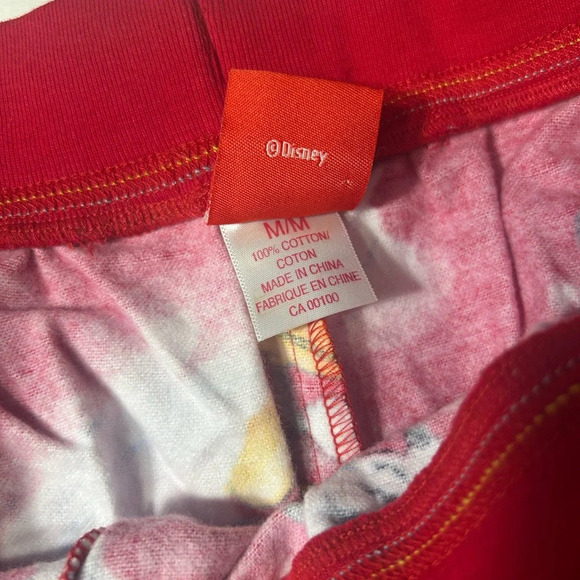 ©Disney
M/M
100% COTTON/
COTON
MADE IN CHINA
FABRIQUE EN CHINE
CA 00100